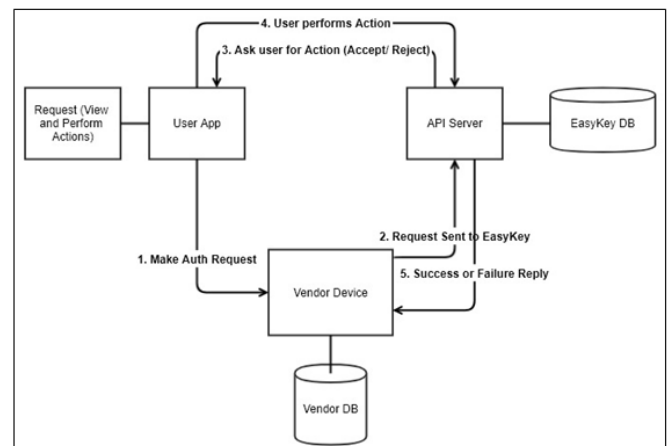 4. User performs Action
3. Ask user for Action (Accept/ Reject)
Request (View
and Perform
Actions)
User App
API Server
EasyKey DB
2. Request Sent to EasyKey
1. Make Auth Request
5. Success or Failure Reply
Vendor Device
Vendor DB